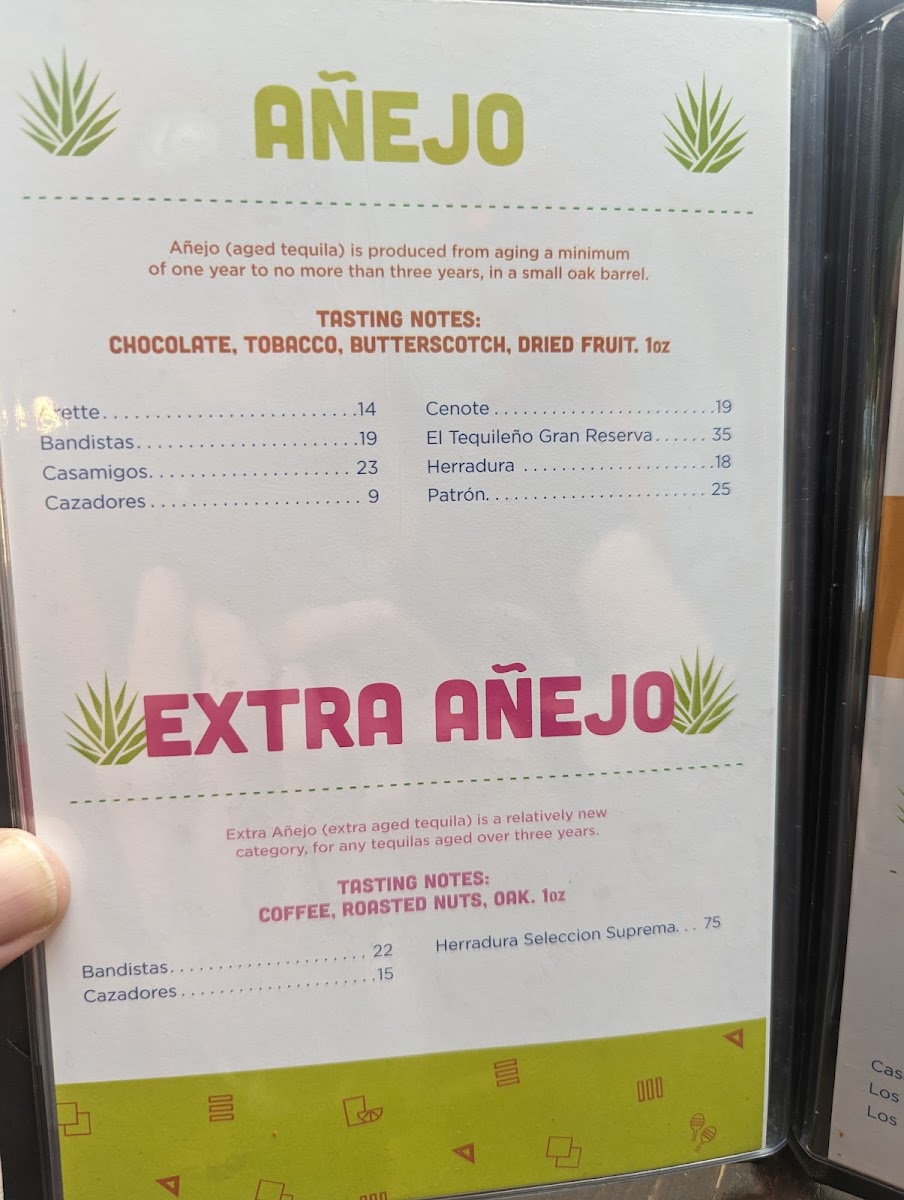 AÑEJO
Añejo (aged tequila) is produced from aging a minimum
of one year to no more than three years, in a small oak barrel.
TASTING NOTES:
CHOCOLATE, TOBACCO, BUTTERSCOTCH, DRIED FRUIT. 1oz
Arette.........................14
Bandistas......................19
Casamigos.................... 23
Cazadores.................... 9
Cenote.......................19
El Tequileño Gran Reserva...... 35
Herradura ....................18
Patrón....................... 25
EXTRA AÑEJO
Extra Añejo (extra aged tequila) is a relatively new
category, for any tequilas aged over three years.
TASTING NOTES:
COFFEE, ROASTED NUTS, OAK. 1oz
Bandistas..................... 22
Cazadores....................15
Herradura Seleccion Suprema... 75
Los
Los